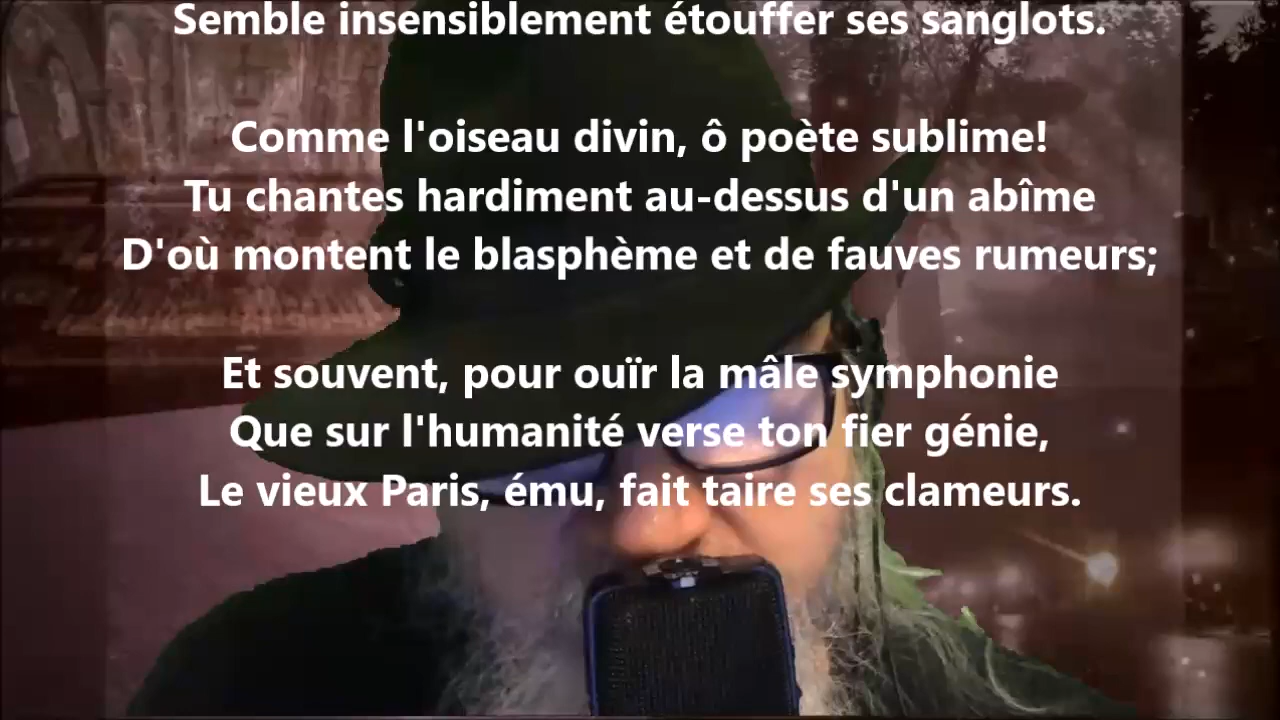 Semble insensiblement étouffer ses sanglots.
Comme l'oiseau divin, ô poète sublime!
Tu chantes hardiment au-dessus d'un abîme
D'où montent le blasphème et de fauves rumeurs;
Et souvent, pour ouïr la mâle symphonie
Que sur l'humanité verse ton fier génie,
Le vieux Paris, ému, fait taire ses clameurs.